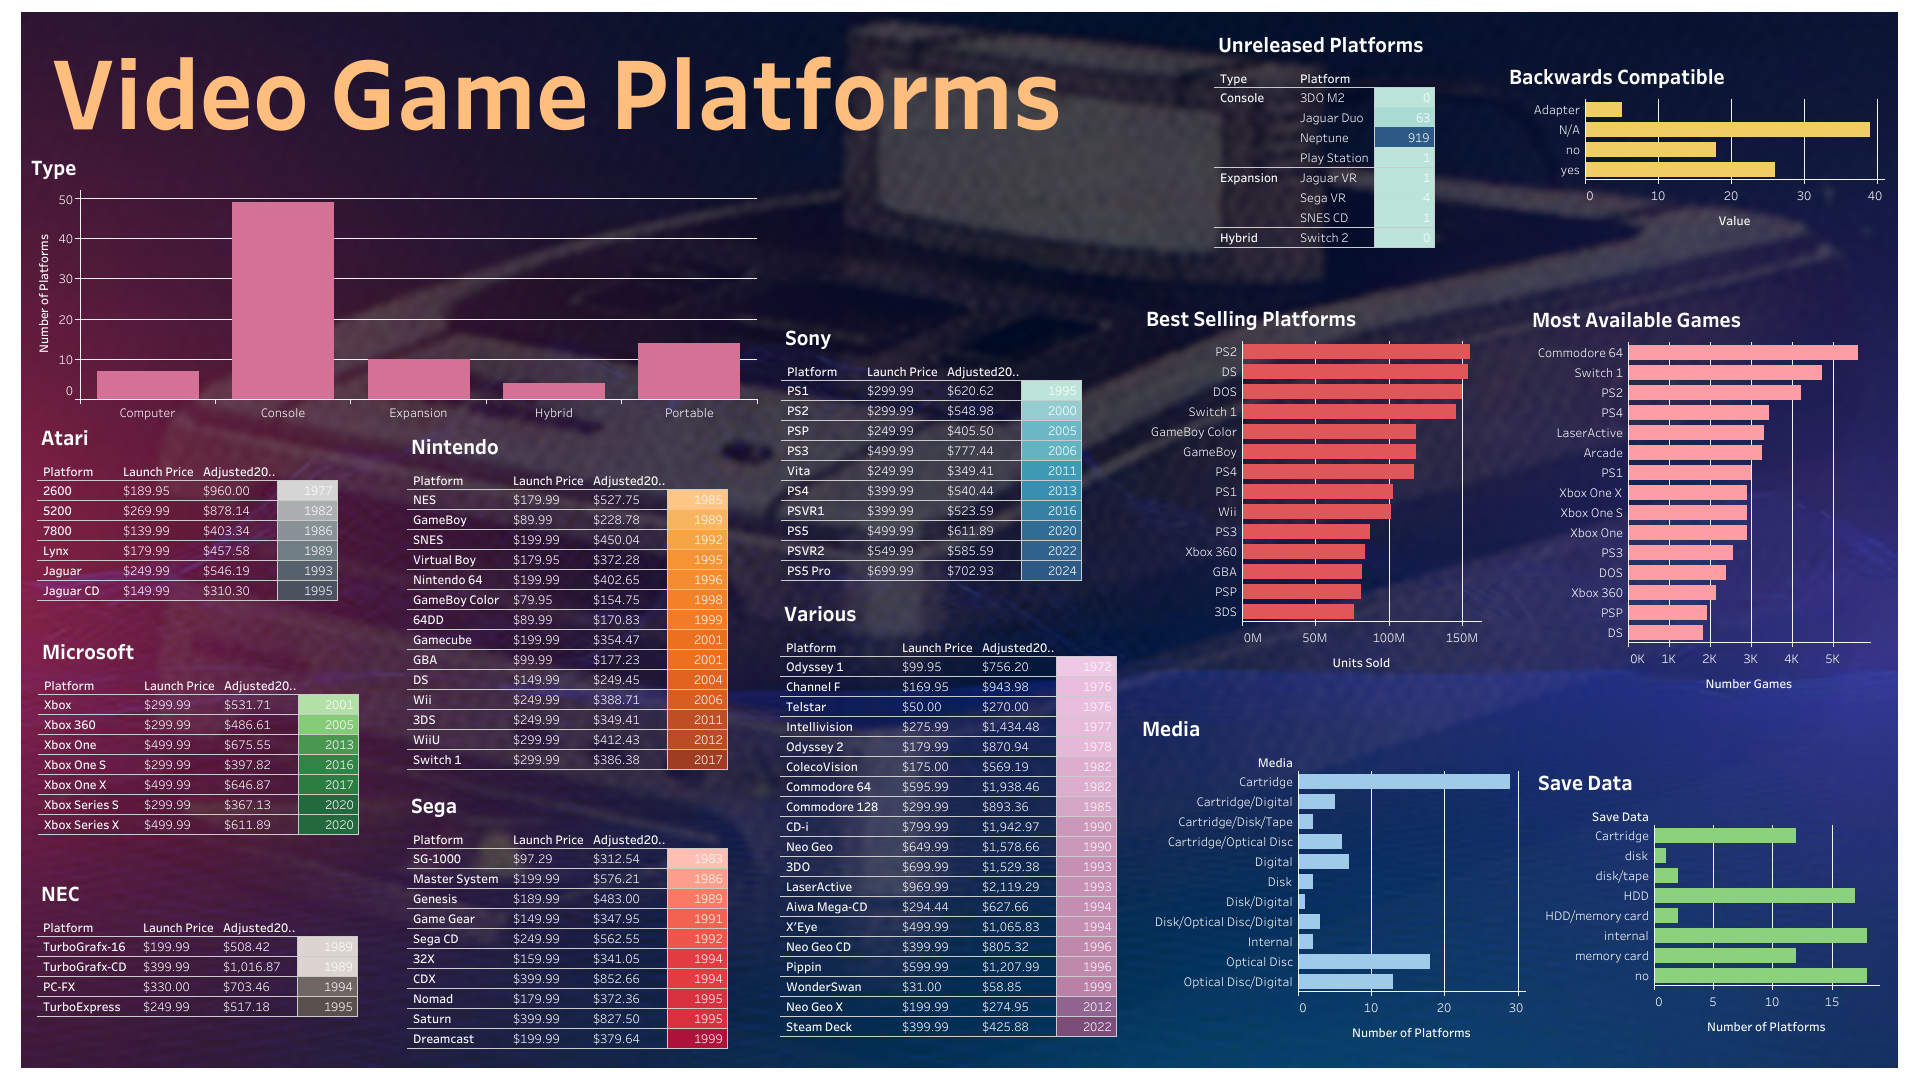 Video Game Platforms
Type
Number of Platforms
50
40
30
20
10
0
Computer Console Expansion Hybrid Portable
Atari
Platform Launch Price Adjusted20..
2600 $189.95 $960.00 1977
5200 $269.99 $878.14 1982
7800 $139.99 $403.34 1986
Lynx $179.99 $457.58 1989
Jaguar $249.99 $546.19 1993
Jaguar CD $149.99 $310.30 1995
Microsoft
Platform Launch Price Adjusted20..
Xbox $299.99 $531.71 2001
Xbox 360 $299.99 $486.61 2005
Xbox One $499.99 $675.55 2013
Xbox One S $299.99 $397.82 2016
Xbox One X $499.99 $646.87 2017
Xbox Series S $299.99 $367.13 2020
Xbox Series X $499.99 $611.89 2020
NEC
Platform Launch Price Adjusted20..
TurboGrafx-16 $199.99 $508.42 1989
TurboGrafx-CD $399.99 $1,016.87 1989
PC-FX $330.00 $703.46 1994
TurboExpress $249.99 $517.18 1995
Nintendo
Platform Launch Price Adjusted20..
NES $179.99 $527.75 1985
GameBoy $89.99 $228.78 1989
SNES $199.99 $450.04 1992
Virtual Boy $179.95 $372.28 1995
Nintendo 64 $199.99 $402.65 1996
GameBoy Color $79.95 $154.75 1998
64DD $89.99 $170.83 1999
Gamecube $199.99 $354.47 2001
GBA $99.99 $177.23 2001
DS $149.99 $249.45 2004
Wii $249.99 $388.71 2006
3DS $249.99 $349.41 2011
WiiU $299.99 $412.43 2012
Switch 1 $299.99 $386.38 2017
Sega
Platform Launch Price Adjusted20..
SG-1000 $97.29 $312.54 1983
Master System $199.99 $576.21 1986
Genesis $189.99 $483.00 1989
Game Gear $149.99 $347.95 1991
Sega CD $249.99 $562.55 1992
32X $159.99 $341.05 1994
CDX $399.99 $852.66 1994
Nomad $179.99 $372.36 1995
Saturn $399.99 $827.50 1995
Dreamcast $199.99 $379.64 1999
Sony
Platform Launch Price Adjusted20..
PS1 $299.99 $620.62 1995
PS2 $299.99 $548.98 2000
PSP $249.99 $405.50 2005
PS3 $499.99 $777.44 2006
Vita $249.99 $349.41 2011
PS4 $399.99 $540.44 2013
PSVR1 $399.99 $523.59 2016
PS5 $499.99 $611.89 2020
PSVR2 $549.99 $585.59 2022
PS5 Pro $699.99 $702.93 2024
Various
Platform Launch Price Adjusted20..
Odyssey 1 $99.95 $756.20 1972
Channel F $169.95 $943.98 1976
Telstar $50.00 $270.00 1976
Intellivision $275.99 $1,434.48 1977
Odyssey 2 $179.99 $870.94 1978
ColecoVision $175.00 $569.19 1982
Commodore 64 $595.99 $1,938.46 1982
Commodore 128 $299.99 $893.36 1985
CD-i $799.99 $1,942.97 1990
Neo Geo $649.99 $1,578.66 1990
3DO $699.99 $1,529.38 1993
LaserActive $969.99 $2,119.29 1993
Aiwa Mega-CD $294.44 $627.66 1994
X'Eye $499.99 $1,065.83 1994
Neo Geo CD $399.99 $805.32 1996
Pippin $599.99 $1,207.99 1996
WonderSwan $31.00 $58.85 1999
Neo Geo X $199.99 $274.95 2012
Steam Deck $399.99 $425.88 2022
Unreleased Platforms
Type Platform
Console 3DO M2 0
Jaguar Duo 63
Neptune 919
Play Station 1
Expansion Jaguar VR 1
Sega VR 4
SNES CD 1
Hybrid Switch 2 0
Backwards Compatible
Adapter
N/A
no
yes
0 10 20 30 40
Value
Best Selling Platforms
PS2
DS
DOS
Switch 1
GameBoy Color
GameBoy
PS4
PS1
Wii
PS3
Xbox 360
GBA
PSP
3DS
0M 50M 100M 150M
Units Sold
Most Available Games
Commodore 64
Switch 1
PS2
PS4
LaserActive
Arcade
PS1
Xbox One X
Xbox One S
Xbox One
PS3
DOS
Xbox 360
PSP
DS
0K 1K 2K 3K 4K 5K
Number Games
Media
Media
Cartridge
Cartridge/Digital
Cartridge/Disk/Tape
Cartridge/Optical Disc
Digital
Disk
Disk/Digital
Disk/Optical Disc/Digital
Internal
Optical Disc
Optical Disc/Digital
0 10 20 30
Number of Platforms
Save Data
Save Data
Cartridge
disk
disk/tape
HDD
HDD/memory card
internal
memory card
no
0 5 10 15
Number of Platforms